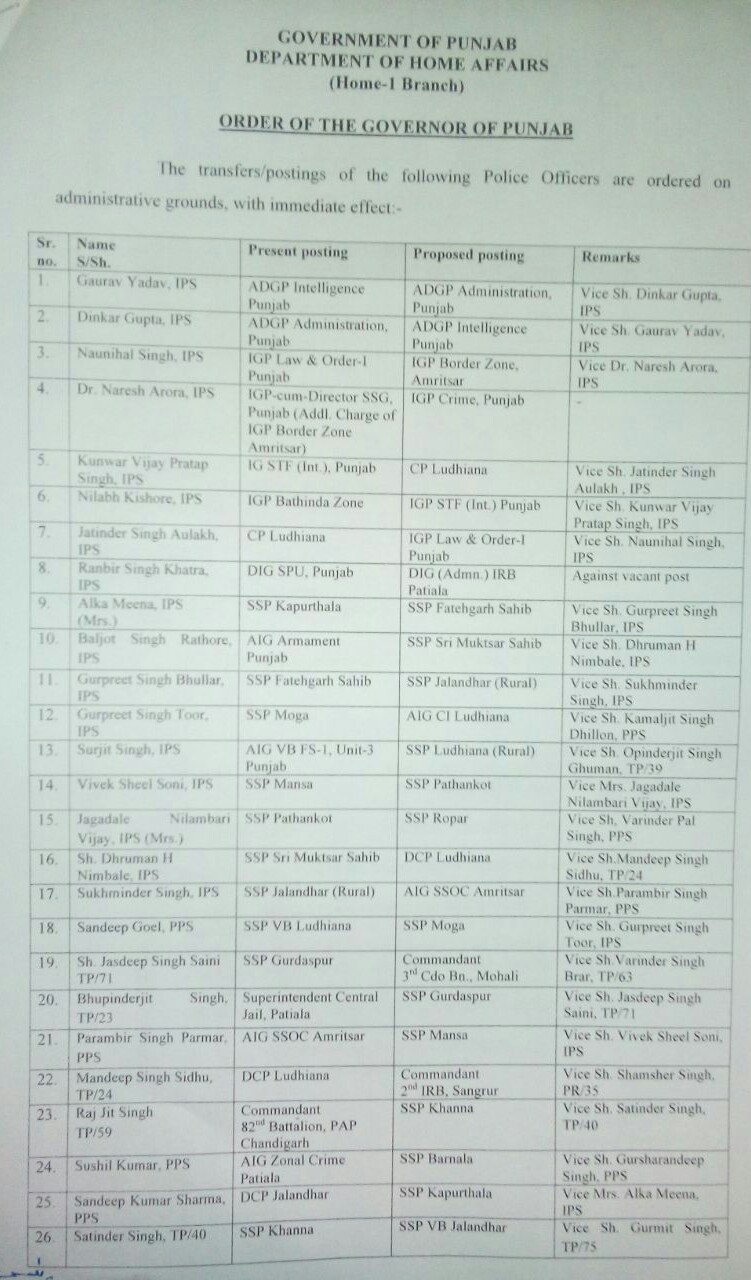 GOVERNMENT OF PUNJAB
DEPARTMENT OF HOME AFFAIRS
(Home-1 Branch)
ORDER OF THE GOVERNOR OF PUNJAB
The transfers/postings of the following Police Officers are ordered on
administrative grounds, with immediate effect:-
Sr. no. Name S/Sh. Present posting Proposed posting Remarks
1. Gaurav Yadav, IPS ADGP Intelligence Punjab ADGP Administration, Punjab Vice Sh. Dinkar Gupta, IPS
2. Dinkar Gupta, IPS ADGP Administration, Punjab ADGP Intelligence Punjab Vice Sh. Gaurav Yadav, IPS
3. Naunihal Singh, IPS IGP Law & Order-I Punjab IGP Border Zone, Amritsar Vice Dr. Naresh Arora, IPS
4. Dr. Naresh Arora, IPS IGP-cum-Director SSG, Punjab (Addl. Charge of IGP Border Zone Amritsar) IGP Crime, Punjab -
5. Kunwar Vijay Pratap Singh, IPS IG STF (Int.), Punjab CP Ludhiana Vice Sh. Jatinder Singh Aulakh , IPS
6. Nilabh Kishore, IPS IGP Bathinda Zone IGP STF (Int.) Punjab Vice Sh. Kunwar Vijay Pratap Singh, IPS
7. Jatinder Singh Aulakh, IPS CP Ludhiana IGP Law & Order-I Punjab Vice Sh. Naunihal Singh, IPS
8. Ranbir Singh Khatra, IPS DIG SPU, Punjab DIG (Admn.) IRB Patiala Against vacant post
9. Alka Meena, IPS (Mrs.) SSP Kapurthala SSP Fatehgarh Sahib Vice Sh. Gurpreet Singh Bhullar, IPS
10. Baljot Singh Rathore, IPS AIG Armament Punjab SSP Sri Muktsar Sahib Vice Sh. Dhruman H Nimbale, IPS
11. Gurpreet Singh Bhullar, IPS SSP Fatehgarh Sahib SSP Jalandhar (Rural) Vice Sh. Sukhminder Singh, IPS
12. Gurpreet Singh Toor, IPS SSP Moga AIG CI Ludhiana Vice Sh. Kamaljit Singh Dhillon, PPS
13. Surjit Singh, IPS AIG VB FS-1, Unit-3 Punjab SSP Ludhiana (Rural) Vice Sh. Opinderjit Singh Ghuman, TP/39
14. Vivek Sheel Soni, IPS SSP Mansa SSP Pathankot Vice Mrs. Jagadale Nilambari Vijay, IPS
15. Jagadale Nilambari Vijay, IPS (Mrs.) SSP Pathankot SSP Ropar Vice Sh. Varinder Pal Singh, PPS
16. Sh. Dhruman H Nimbale, IPS SSP Sri Muktsar Sahib DCP Ludhiana Vice Sh.Mandeep Singh Sidhu, TP/24
17. Sukhminder Singh, IPS SSP Jalandhar (Rural) AIG SSOC Amritsar Vice Sh.Parambir Singh Parmar, PPS
18. Sandeep Goel, PPS SSP VB Ludhiana SSP Moga Vice Sh. Gurpreet Singh Toor, IPS
19. Sh. Jasdeep Singh Saini TP/71 SSP Gurdaspur Commandant 3rd Cdo Bn., Mohali Vice Sh.Varinder Singh Brar, TP/63
20. Bhupinderjit Singh, TP/23 Superintendent Central Jail, Patiala SSP Gurdaspur Vice Sh. Jasdeep Singh Saini, TP/71
21. Parambir Singh Parmar, PPS AIG SSOC Amritsar SSP Mansa Vice Sh. Vivek Sheel Soni, IPS
22. Mandeep Singh Sidhu, TP/24 DCP Ludhiana Commandant 2nd IRB, Sangrur Vice Sh. Shamsher Singh, PR/35
23. Raj Jit Singh TP/59 Commandant 82nd Battalion, PAP Chandigarh SSP Khanna Vice Sh. Satinder Singh, TP/40
24. Sushil Kumar, PPS AIG Zonal Crime Patiala SSP Barnala Vice Sh. Gursharandeep Singh, PPS
25. Sandeep Kumar Sharma, PPS DCP Jalandhar SSP Kapurthala Vice Mrs. Alka Meena, IPS
26. Satinder Singh, TP/40 SSP Khanna SSP VB Jalandhar Vice Sh. Gurmit Singh, TP/75